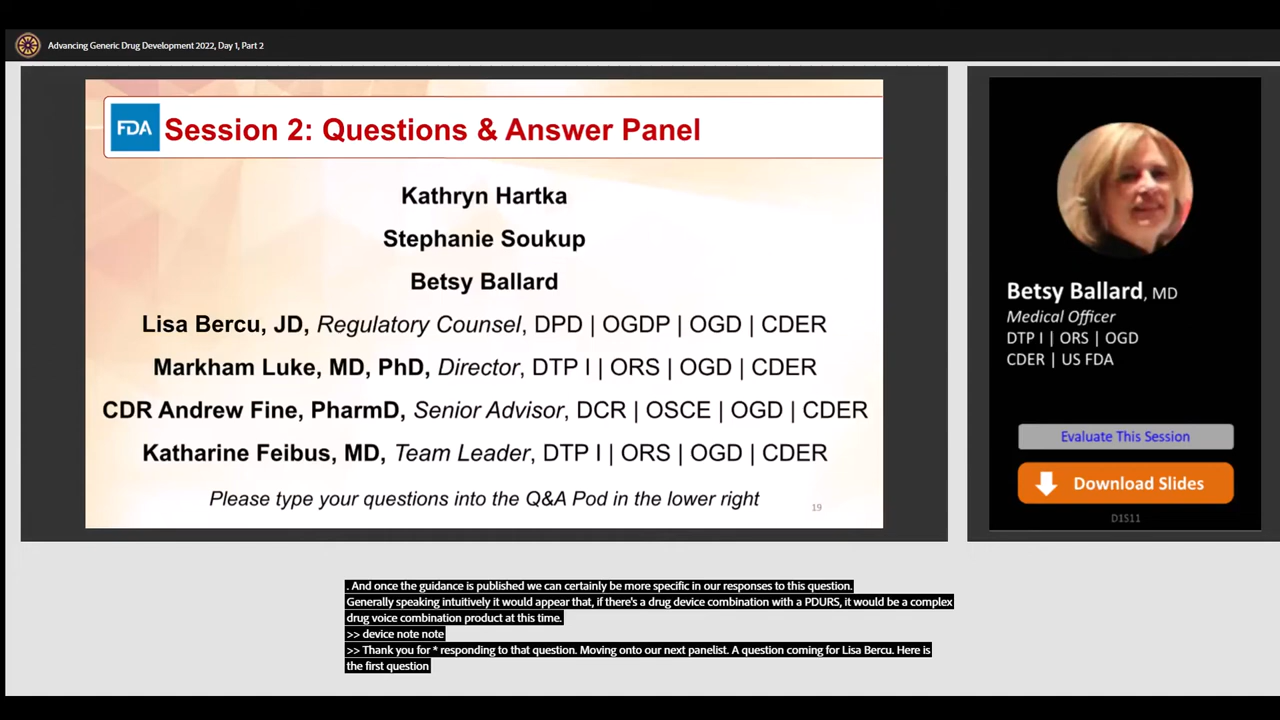 Advancing Generic Drug Development 2022, Day 1, Part 2
FDA
Session 2: Questions & Answer Panel
Kathryn Hartka
Stephanie Soukup
Betsy Ballard
Lisa Bercu, JD, Regulatory Counsel, DPD | OGDP | OGD | CDER
Markham Luke, MD, PhD, Director, DTP I | ORS | OGD | CDER
CDR Andrew Fine, PharmD, Senior Advisor, DCR | OSCE | OGD | CDER
Katharine Feibus, MD, Team Leader, DTP I | ORS | OGD | CDER
Please type your questions into the Q&A Pod in the lower right
19
Betsy Ballard, MD
Medical Officer
DTP I | ORS | OGD
CDER | US FDA
Evaluate This Session
Download Slides
D1S11
. And once the guidance is published we can certainly be more specific in our responses to this question.
Generally speaking intuitively it would appear that, if there's a drug device combination with a PDURS, it would be a complex
drug voice combination product at this time.
>> device note note
>> Thank you for * responding to that question. Moving onto our next panelist. A question coming for Lisa Bercu. Here is
the first question